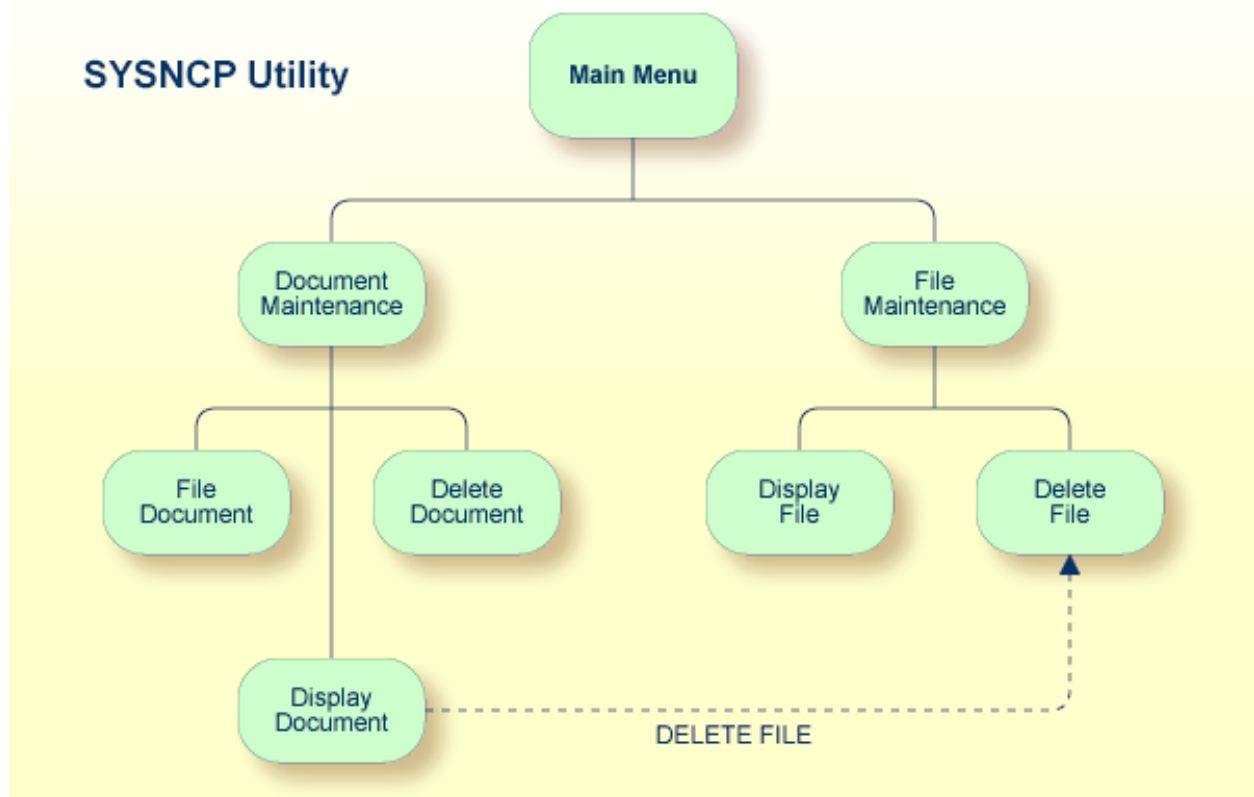 SYSNCP Utility
Main Menu
Document
Maintenance
File
Maintenance
File
Document
Delete
Document
Display
File
Delete
File
Display
Document
DELETE FILE